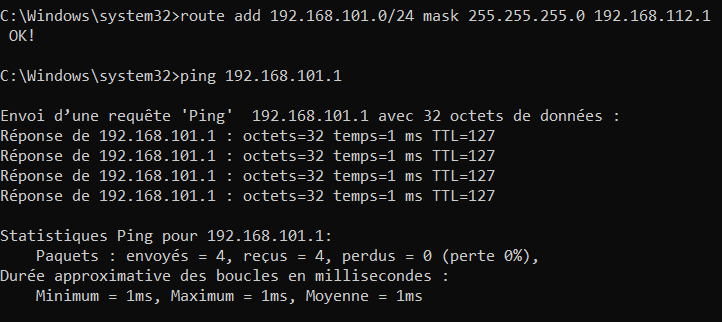 C:\Windows\system32>route add 192.168.101.0/24 mask 255.255.255.0 192.168.112.1
 OK!

C:\Windows\system32>ping 192.168.101.1

Envoi d’une requête 'Ping'  192.168.101.1 avec 32 octets de données :
Réponse de 192.168.101.1 : octets=32 temps=1 ms TTL=127
Réponse de 192.168.101.1 : octets=32 temps=1 ms TTL=127
Réponse de 192.168.101.1 : octets=32 temps=1 ms TTL=127
Réponse de 192.168.101.1 : octets=32 temps=1 ms TTL=127

Statistiques Ping pour 192.168.101.1:
    Paquets : envoyés = 4, reçus = 4, perdus = 0 (perte 0%),
Durée approximative des boucles en millisecondes :
    Minimum = 1ms, Maximum = 1ms, Moyenne = 1ms